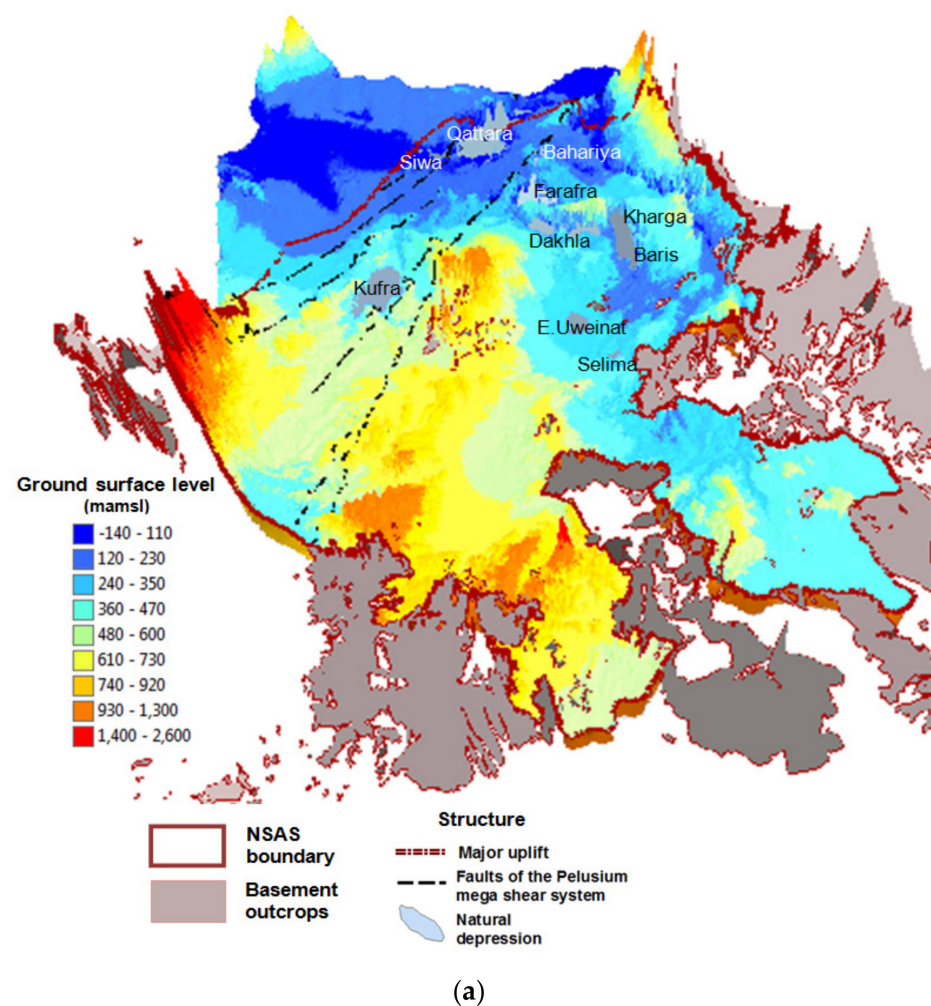 Qattara
Siwa
Bahariya
Farafra
Kharga
Dakhla
Baris
Kufra
E.Uweinat
Selima
Ground surface level
(mamsl)
-140 - 110
120 - 230
240 - 350
360 - 470
480 - 600
610 - 730
740 - 920
930 - 1,300
1,400 - 2,600
NSAS
boundary
Basement
outcrops
Structure
Major uplift
Faults of the Pelusium
mega shear system
Natural
depression
(a)